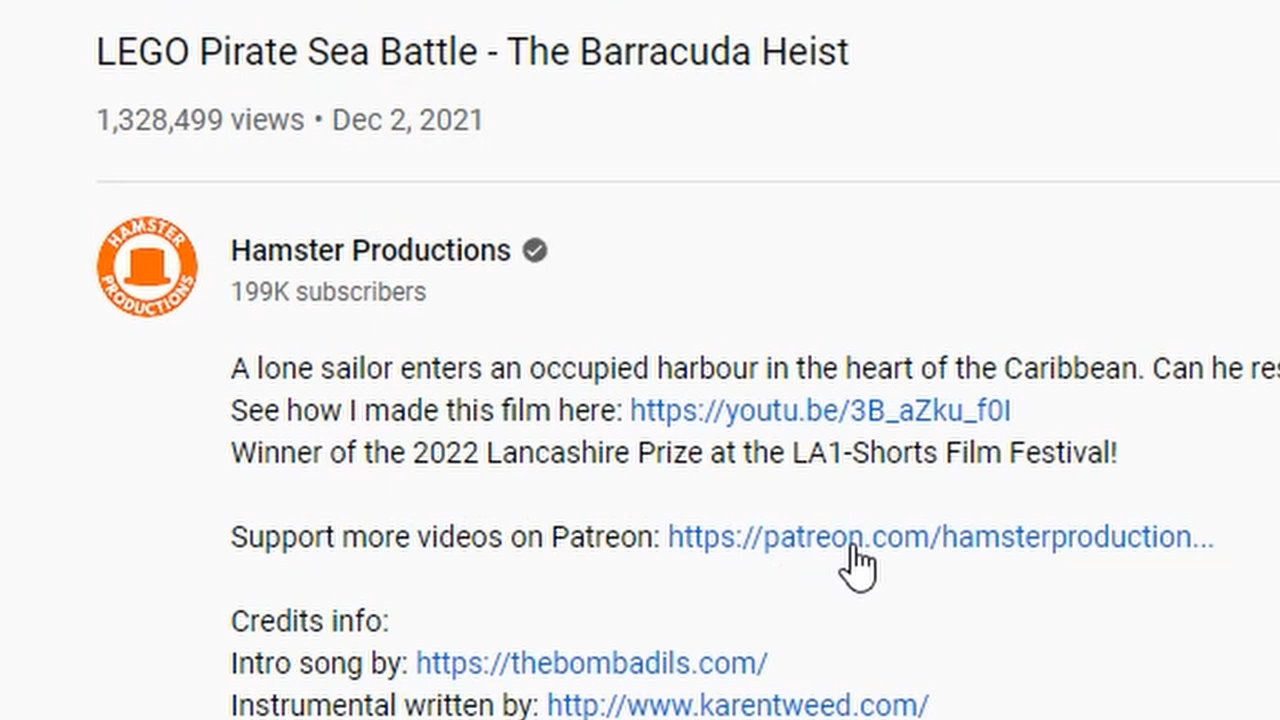 LEGO Pirate Sea Battle - The Barracuda Heist
1,328,499 views • Dec 2, 2021
HAMSTER
PRODUCTIONS
Hamster Productions
199K subscribers
A lone sailor enters an occupied harbour in the heart of the Caribbean. Can he res
See how I made this film here: https://youtu.be/3B_aZku_f0I
Winner of the 2022 Lancashire Prize at the LA1-Shorts Film Festival!
Support more videos on Patreon: https://patreon.com/hamsterproduction...
Credits info:
Intro song by: https://thebombadils.com/
Instrumental written by: http://www.karentweed.com/